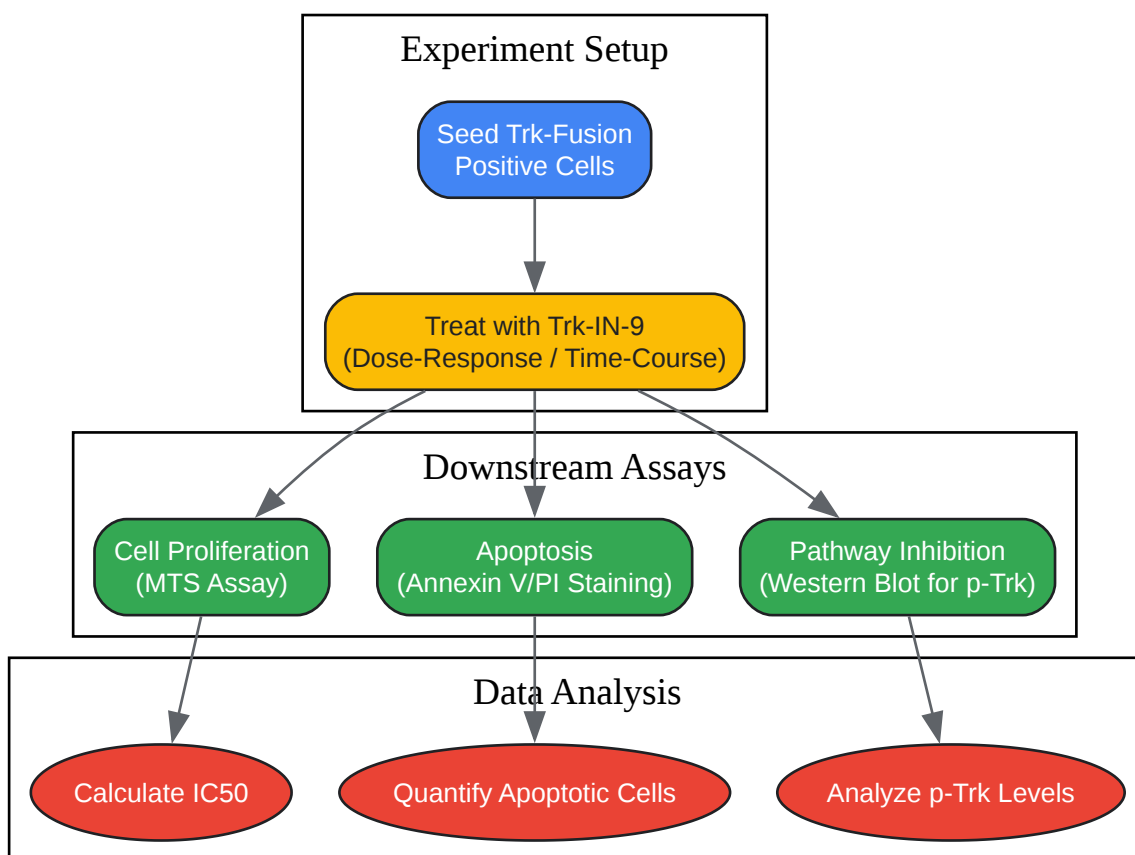 Experiment Setup
Seed Trk-Fusion
Positive Cells
Treat with Trk-IN-9
(Dose-Response / Time-Course)
Downstream Assays
Cell Proliferation
(MTS Assay)
Apoptosis
(Annexin V/PI Staining)
Pathway Inhibition
(Western Blot for p-Trk)
Data Analysis
Calculate IC50
Quantify Apoptotic Cells
Analyze p-Trk Levels